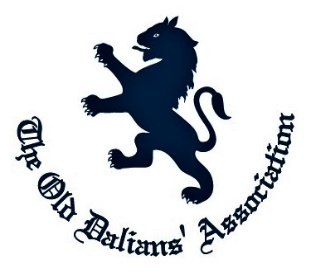 The Old Dalians' Association